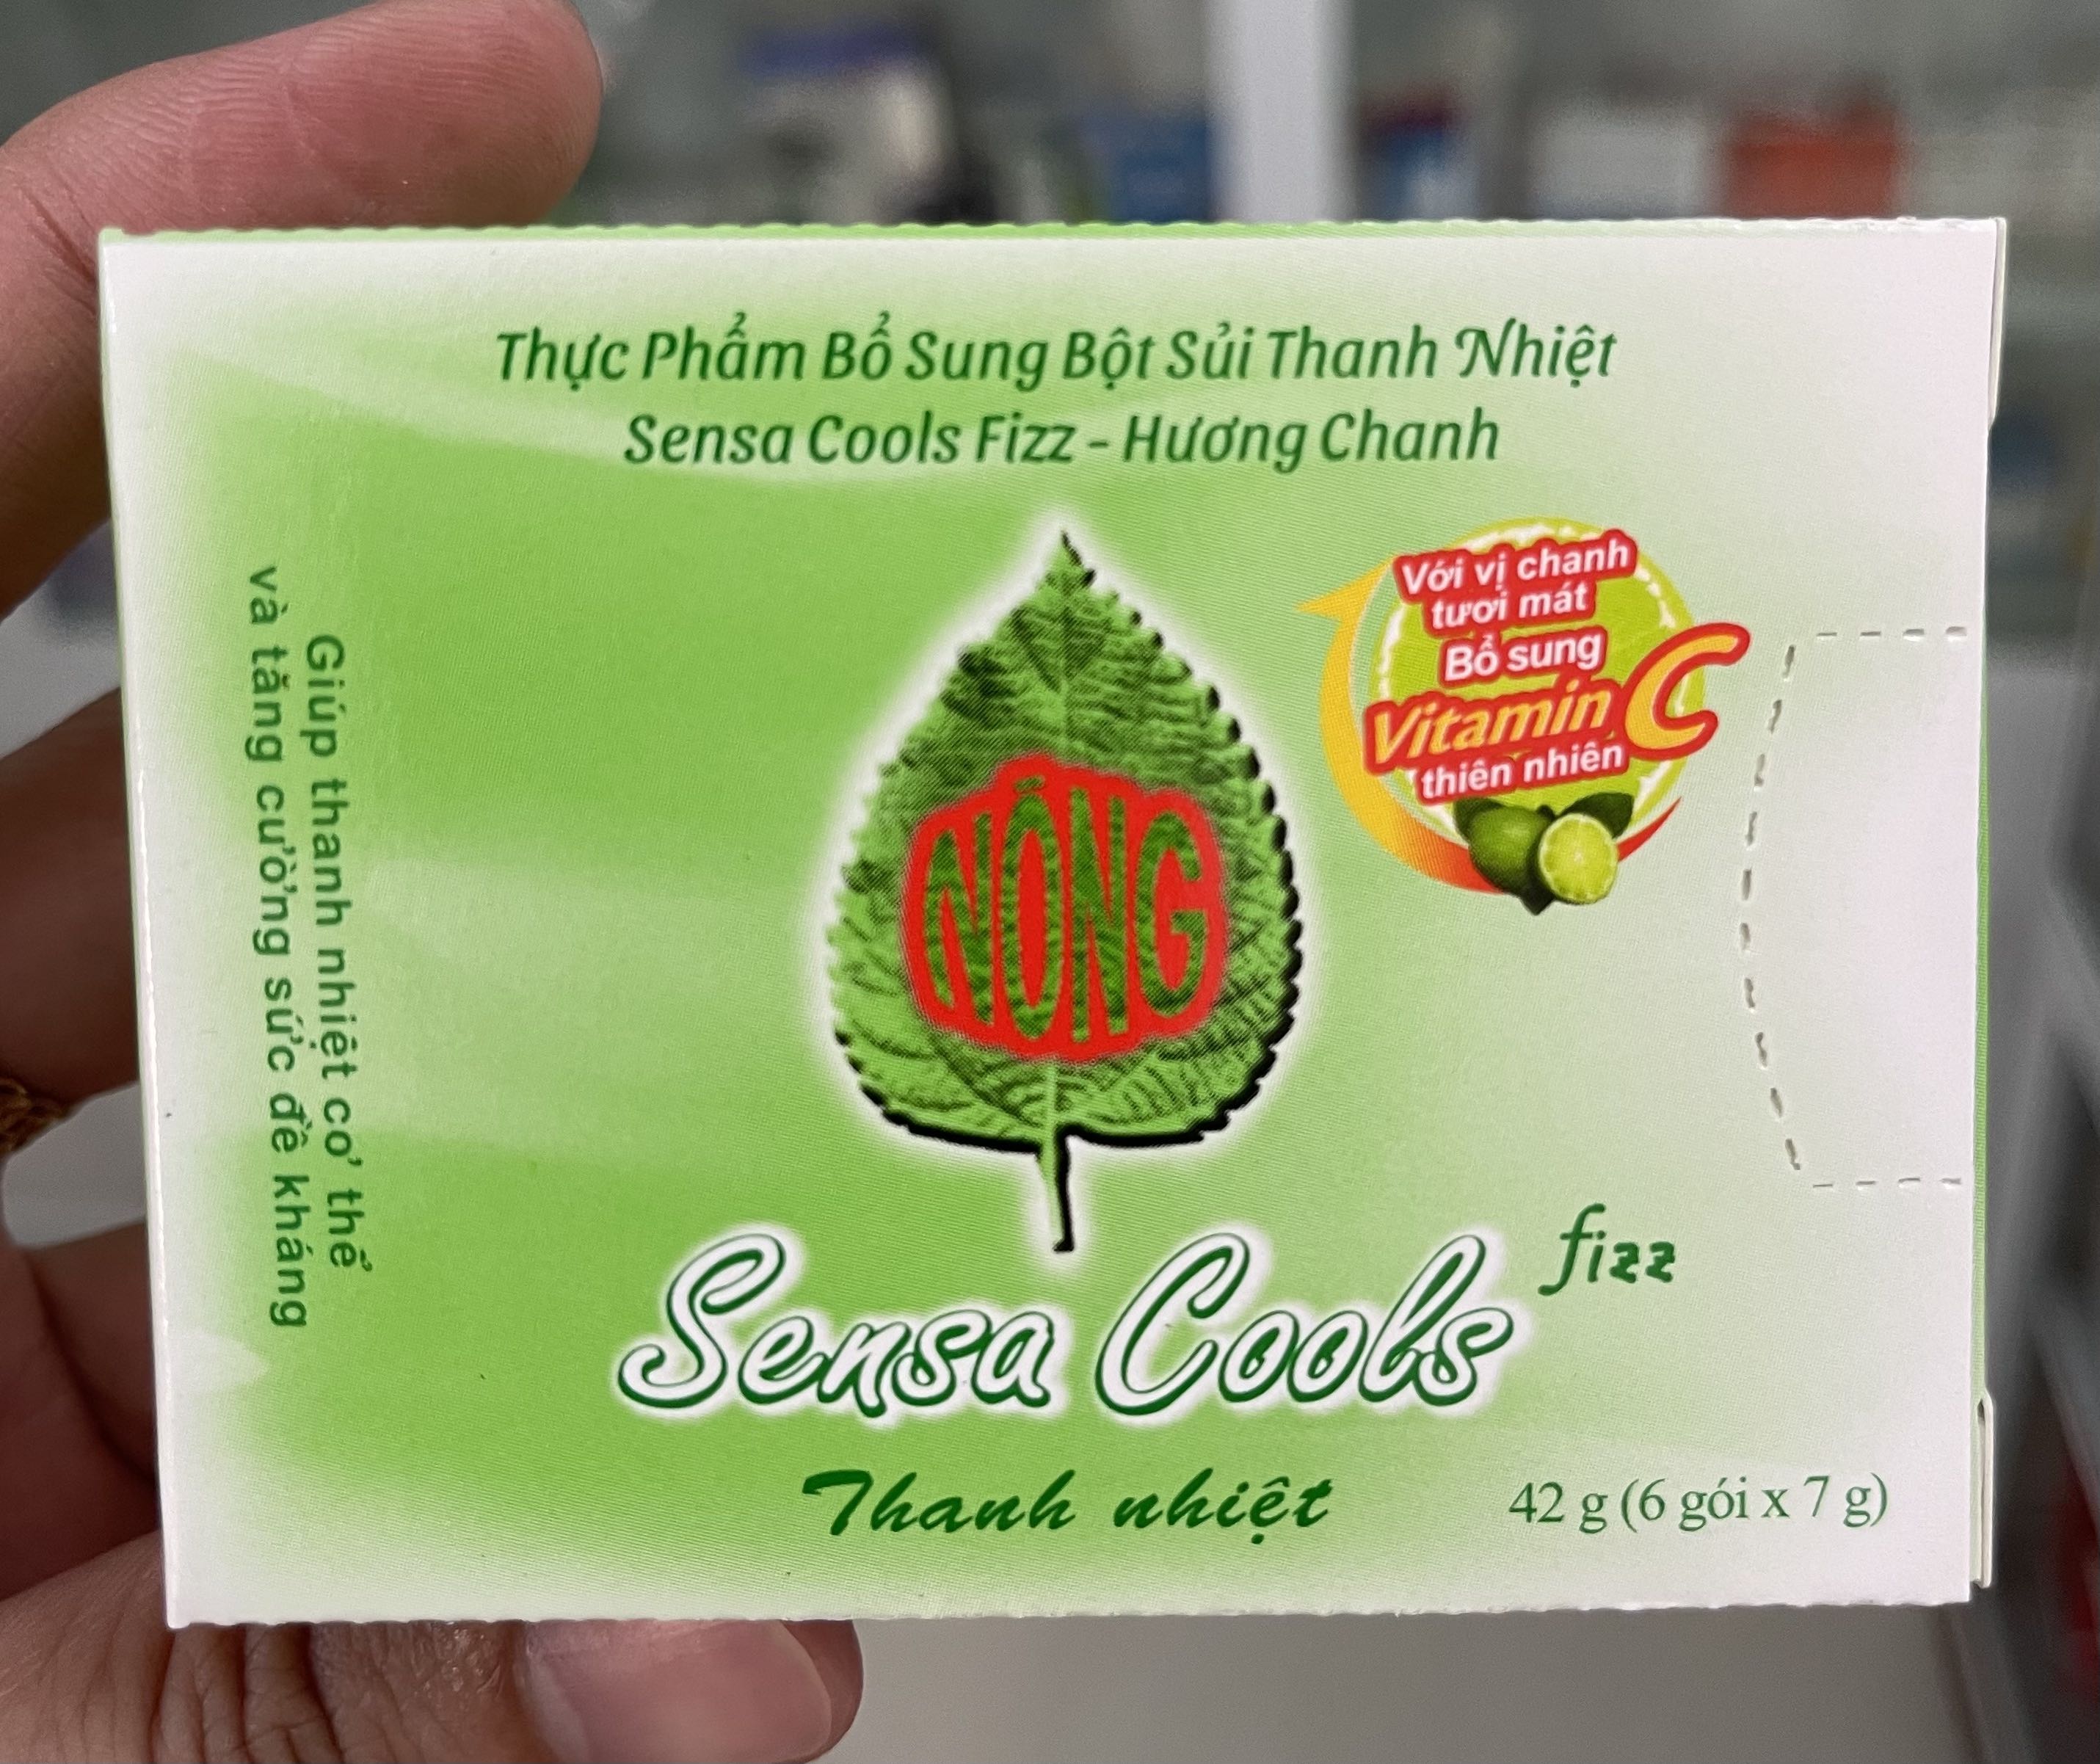 Thực Phẩm Bổ Sung Bột Sủi Thanh Nhiệt
Sensa Cools Fizz - Hương Chanh
Với vị chanh
tươi mát
Bổ sung
Vitamin C
thiên nhiên
NÓNG
Giúp thanh nhiệt cơ thể
và tăng cường sức đề kháng
Sensa Cools fizz
Thanh nhiệt
42 g (6 gói x 7 g)